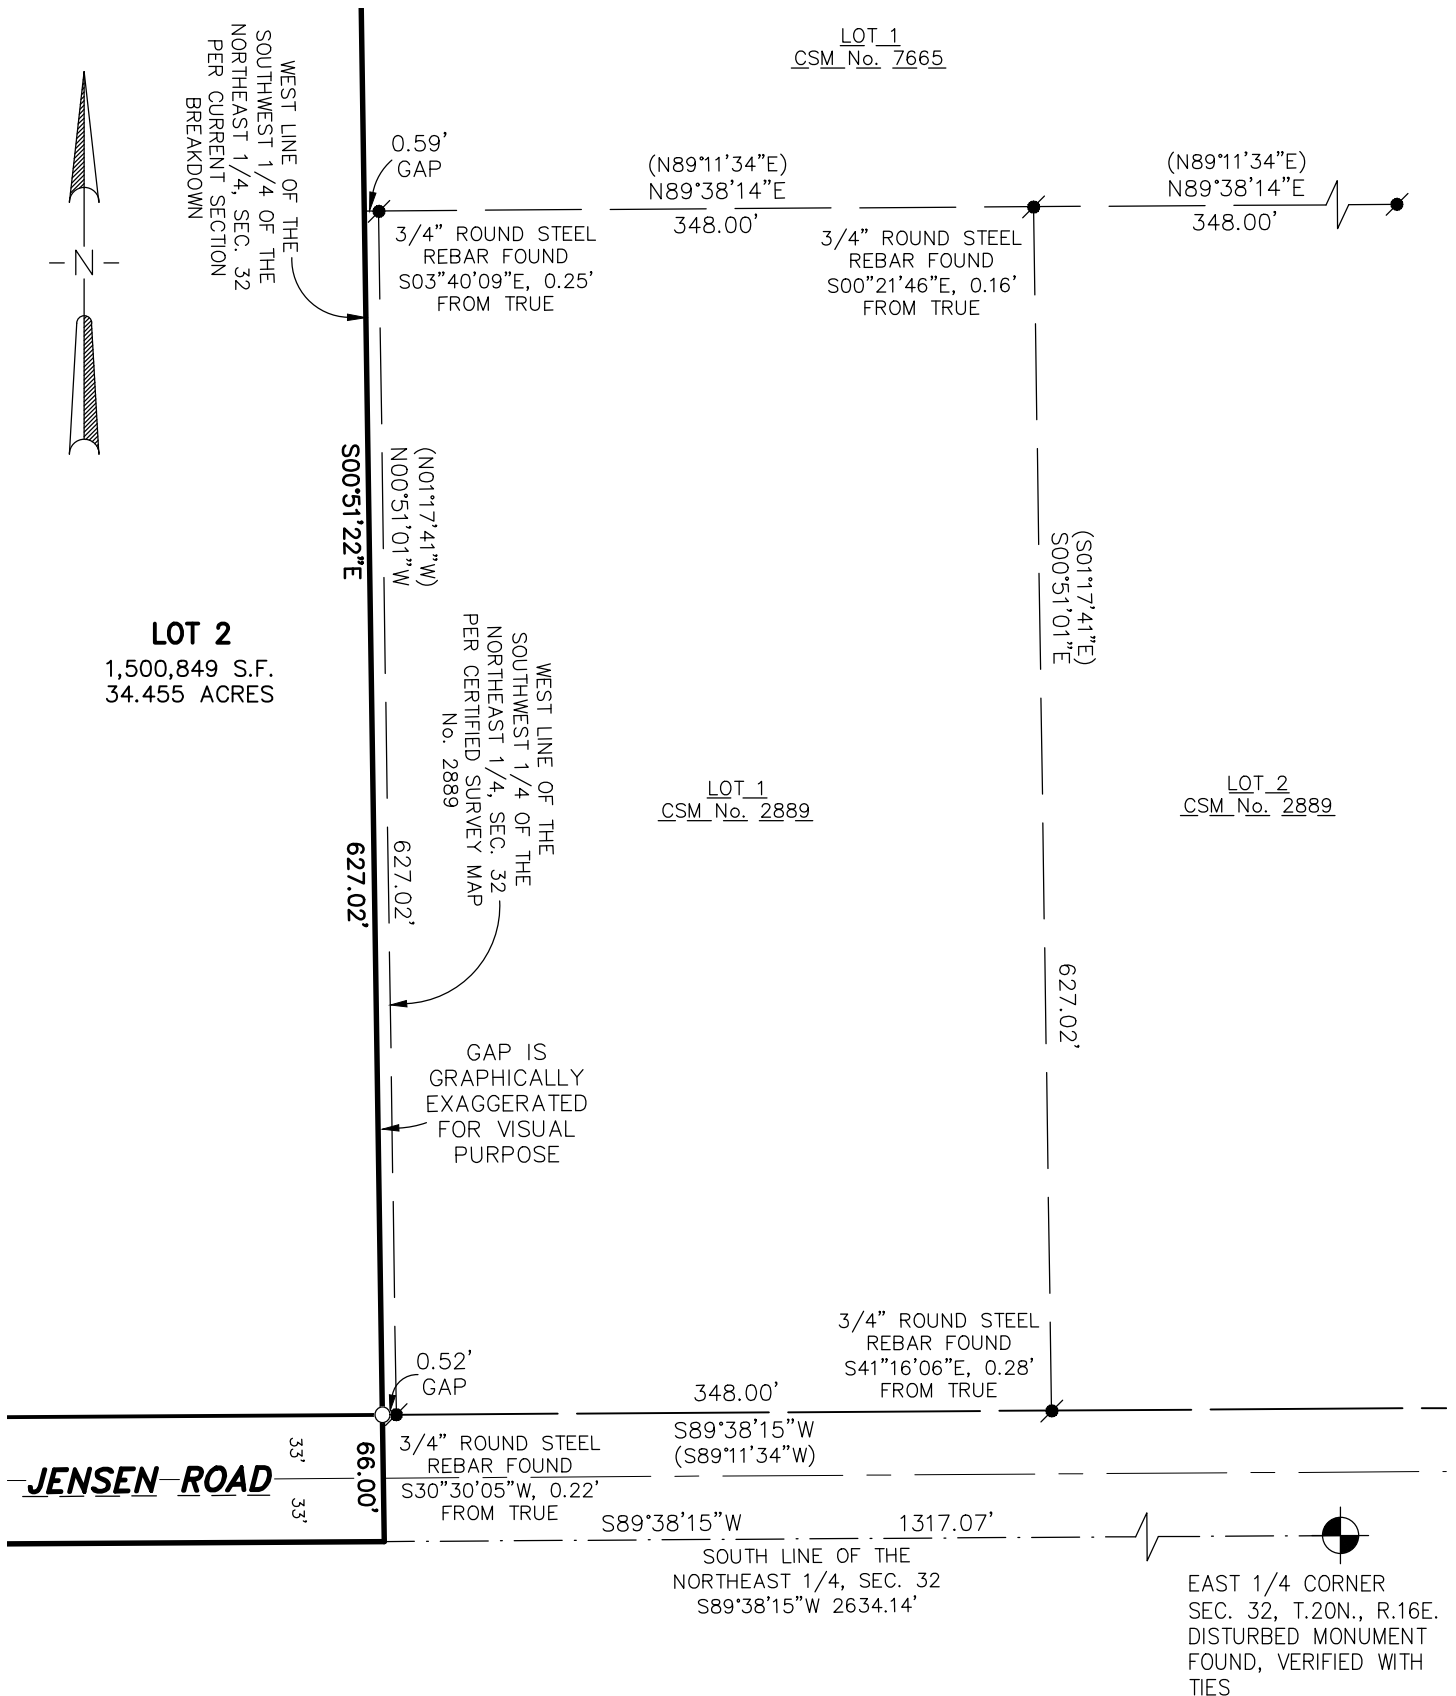 LOT 1
CSM No. 7665
WEST LINE OF THE
SOUTHWEST 1/4 OF THE
NORTHEAST 1/4, SEC. 32
PER CURRENT SECTION
BREAKDOWN
0.59'
GAP
(N89°11'34"E)
N89°38'14"E
348.00'
(N89°11'34"E)
N89°38'14"E
348.00'
N
3/4" ROUND STEEL
REBAR FOUND
S03"40'09"E, 0.25'
FROM TRUE
3/4" ROUND STEEL
REBAR FOUND
S00"21'46"E, 0.16'
FROM TRUE
S00°51'22"E
(N01°17'41"W)
N00°51'01"W
(S01°17'41"E)
S00°51'01"E
LOT 2
1,500,849 S.F.
34.455 ACRES
WEST LINE OF THE
SOUTHWEST 1/4 OF THE
NORTHEAST 1/4, SEC. 32
PER CERTIFIED SURVEY MAP
No. 2889
LOT 1
CSM No. 2889
LOT 2
CSM No. 2889
627.02'
627.02'
627.02'
GAP IS
GRAPHICALLY
EXAGGERATED
FOR VISUAL
PURPOSE
3/4" ROUND STEEL
REBAR FOUND
S41"16'06"E, 0.28'
FROM TRUE
0.52'
GAP
348.00'
S89°38'15"W
(S89°11'34"W)
3/4" ROUND STEEL
REBAR FOUND
S30"30'05"W, 0.22'
FROM TRUE
33'
33'
66.00'
JENSEN ROAD
S89°38'15"W
1317.07'
SOUTH LINE OF THE
NORTHEAST 1/4, SEC. 32
S89°38'15"W 2634.14'
EAST 1/4 CORNER
SEC. 32, T.20N., R.16E.
DISTURBED MONUMENT
FOUND, VERIFIED WITH
TIES